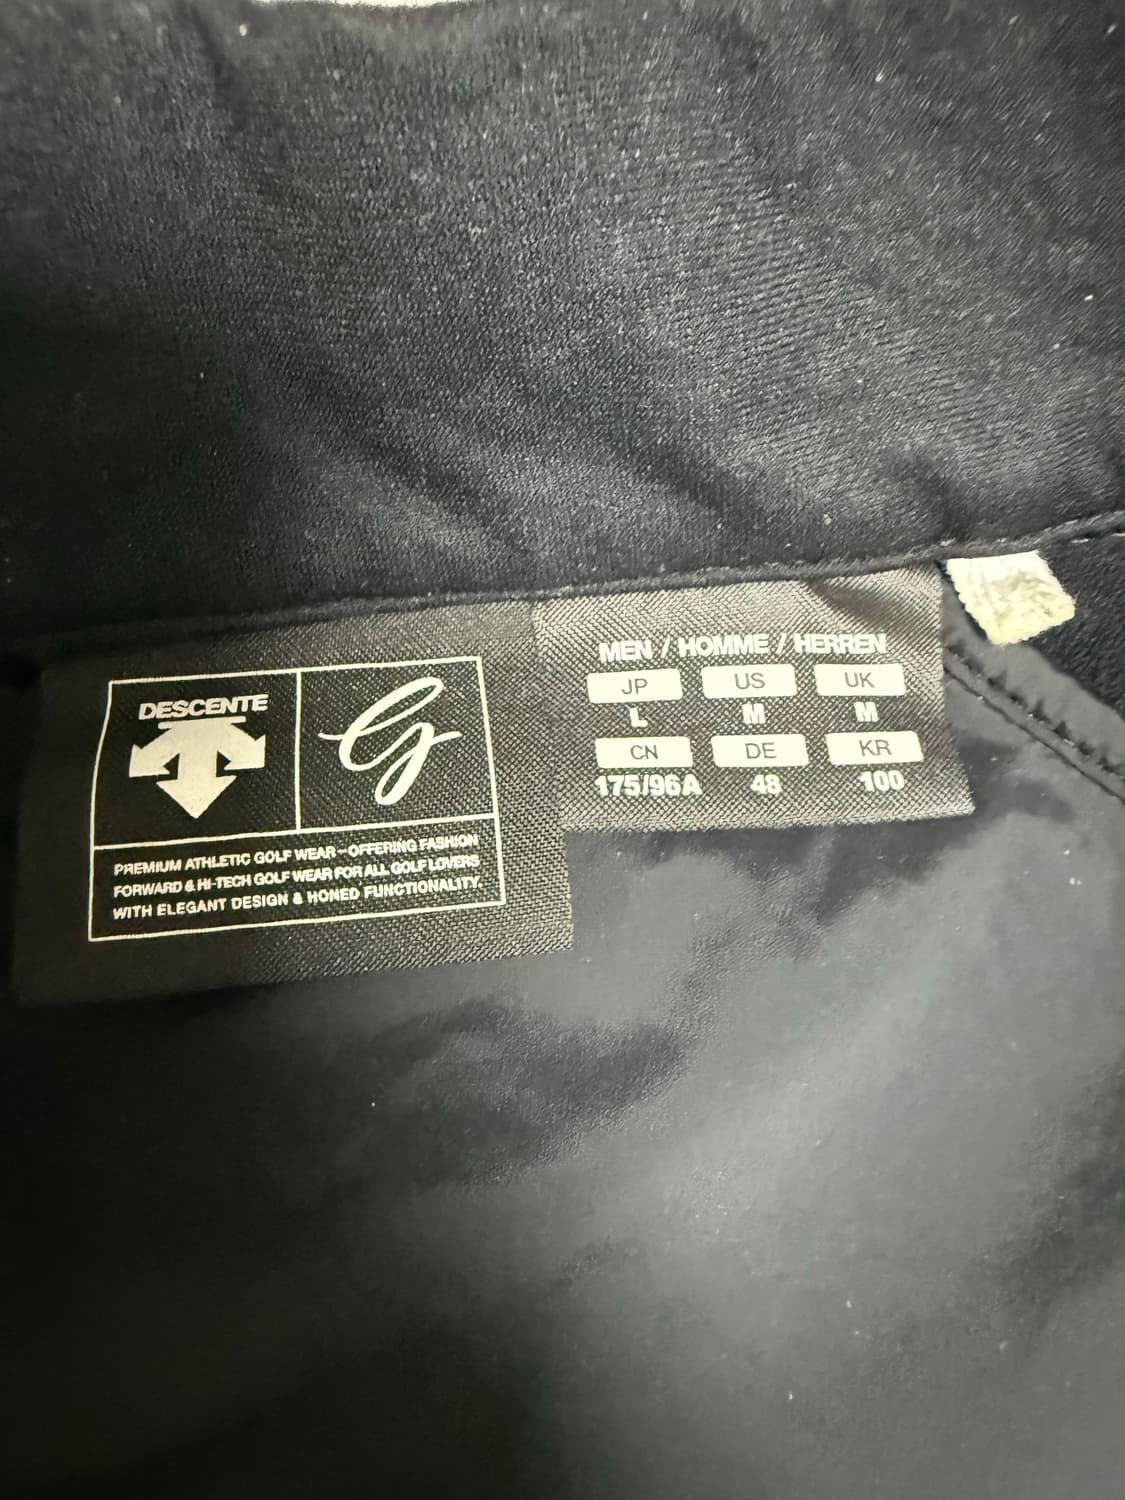 DESCENTE
PREMIUM ATHLETIC GOLF WEAR-OFFERING FASHION
FORWARD & HI-TECH GOLF WEAR FOR ALL GOLF LOVERS
WITH ELEGANT DESIGN & HONED FUNCTIONALITY.
MEN / HOMME / HERREN
JP US UK
L M M
CN DE KR
175/96A 48 100